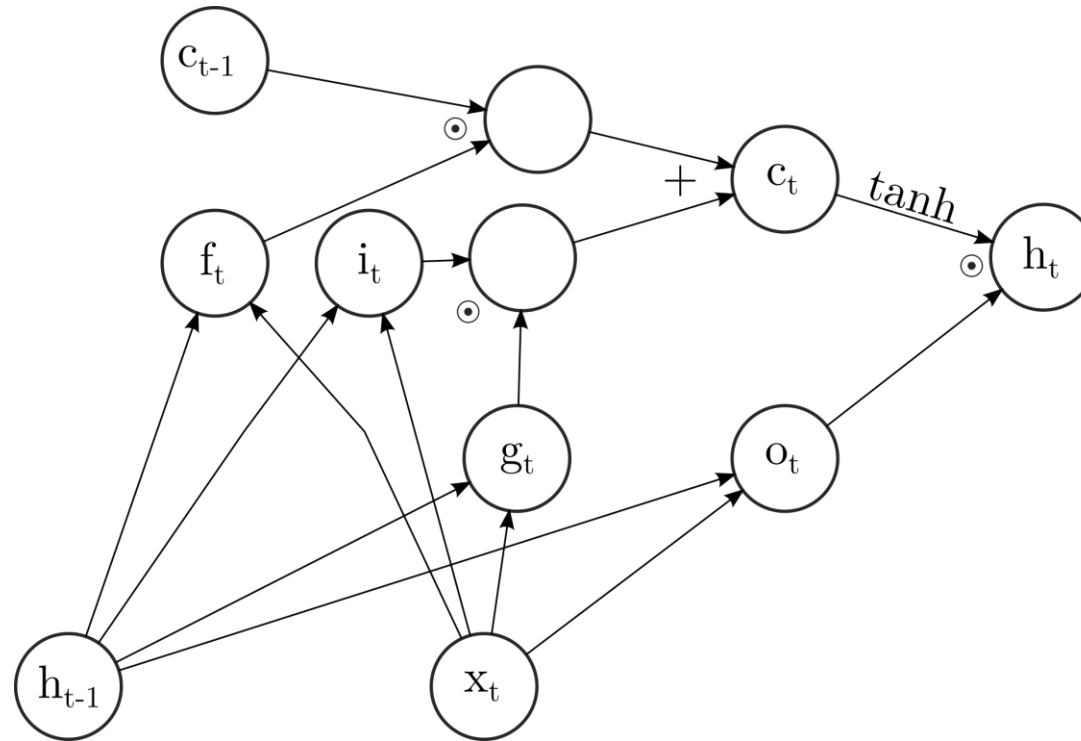 c_{t-1}
⊙
+
c_t
tanh
f_t
i_t
⊙
⊙
h_t
g_t
o_t
h_{t-1}
x_t